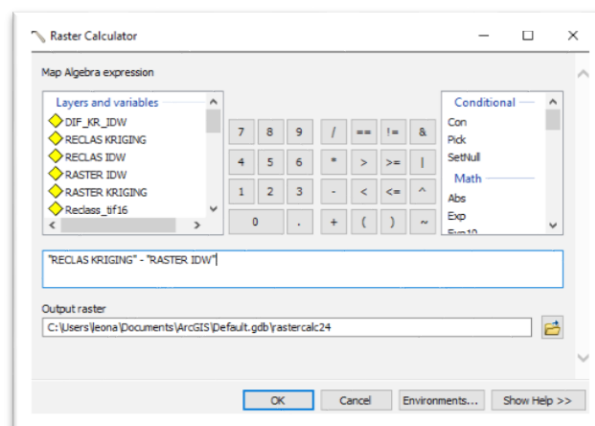 Raster Calculator
Map Algebra expression
Layers and variables
DIF_KR_IDW
RECLAS KRIGING
RECLAS IDW
RASTER IDW
RASTER KRIGING
Reclass_tif16
7 8 9 / == != &
4 5 6 * > >= |
1 2 3 - < <= ^
0 . + ( ) ~
Conditional
Con
Pick
SetNull
Math
Abs
Exp
Exp10
"RECLAS KRIGING" - "RASTER IDW"
Output raster
C:\Users\leona\Documents\ArcGIS\Default.gdb\rastercalc24
OK Cancel Environments... Show Help >>